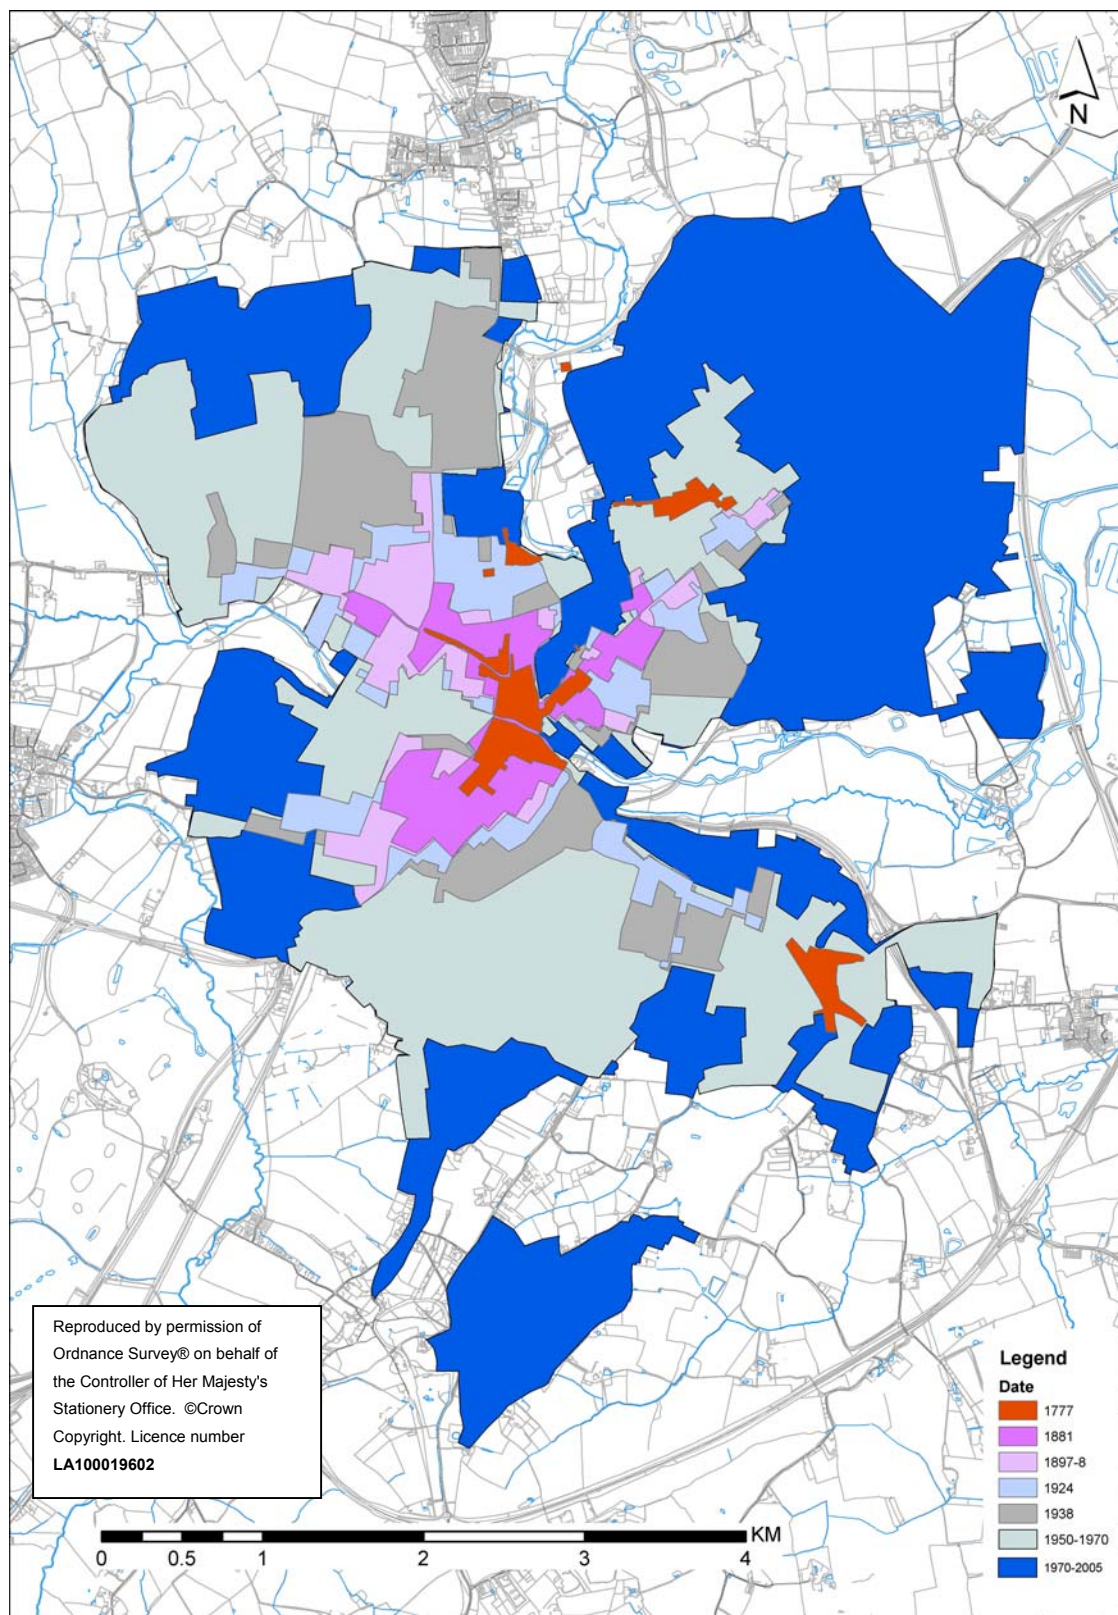 N
Reproduced by permission of
Ordnance Survey® on behalf of
the Controller of Her Majesty's
Stationery Office. ©Crown
Copyright. Licence number
LA100019602
Legend
Date
1777
1881
1897-8
1924
1938
1950-1970
1970-2005
KM
0 0.5 1 2 3 4